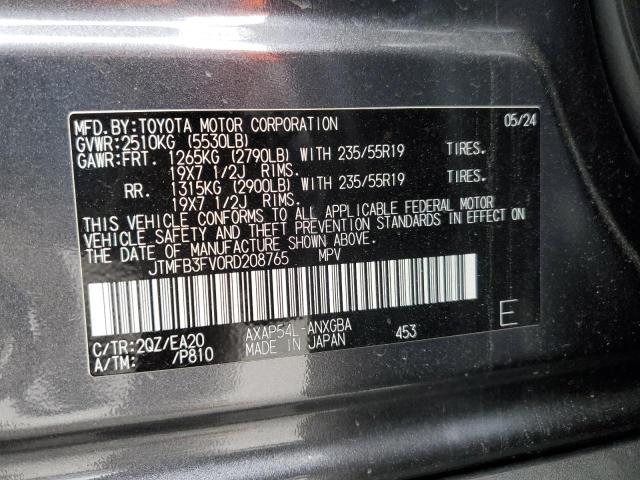 MFD.BY:TOYOTA MOTOR CORPORATION 05/24
GVWR:2510KG (5530LB)
GAWR:FRT. 1265KG (2790LB) WITH 235/55R19 TIRES.
19X7 1/2J RIMS.
RR. 1315KG (2900LB) WITH 235/55R19 TIRES.
19X7 1/2J RIMS.
THIS VEHICLE CONFORMS TO ALL APPLICABLE FEDERAL MOTOR
VEHICLE SAFETY AND THEFT PREVENTION STANDARDS IN EFFECT ON
THE DATE OF MANUFACTURE SHOWN ABOVE.
JTMFB3FV0RD208765 MPV
C/TR:2QZ/EA20 AXAP54L-ANXGBA 453 E
A/TM: /P810 MADE IN JAPAN